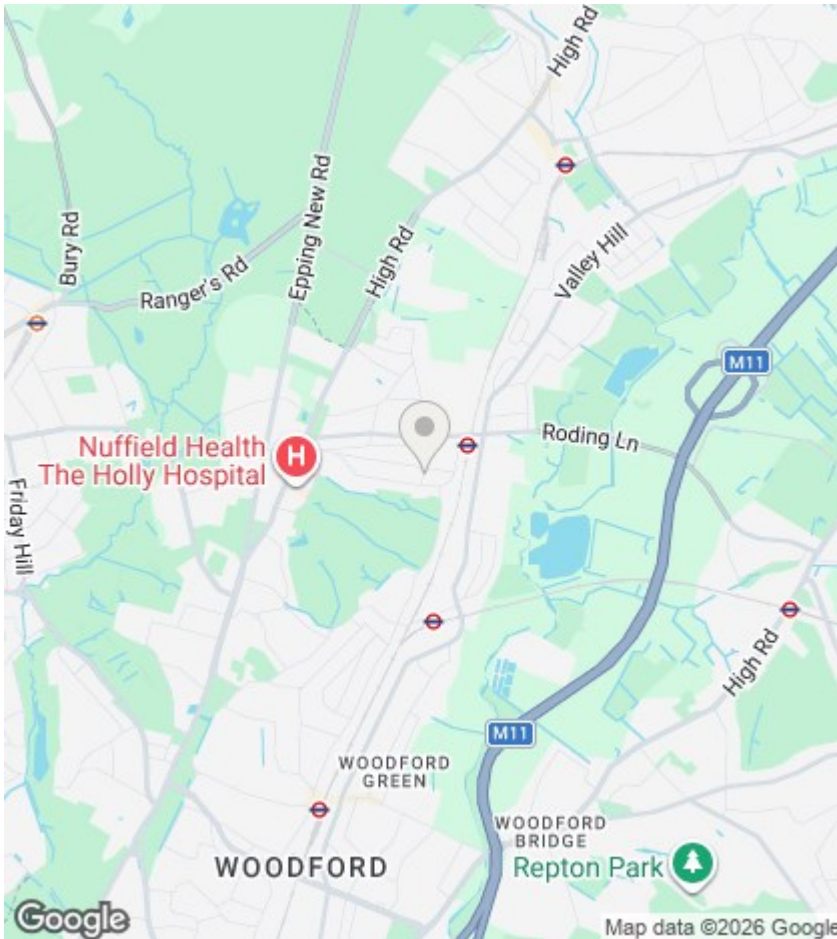 High Rd
Epping New Rd
Bury Rd
High Rd
Ranger's Rd
Valley Hill
M11
Nuffield Health
The Holly Hospital
H
Roding Ln
Friday Hill
High Rd
M11
WOODFORD
GREEN
WOODFORD
BRIDGE
WOODFORD
Repton Park
Google
Map data ©2026 Google